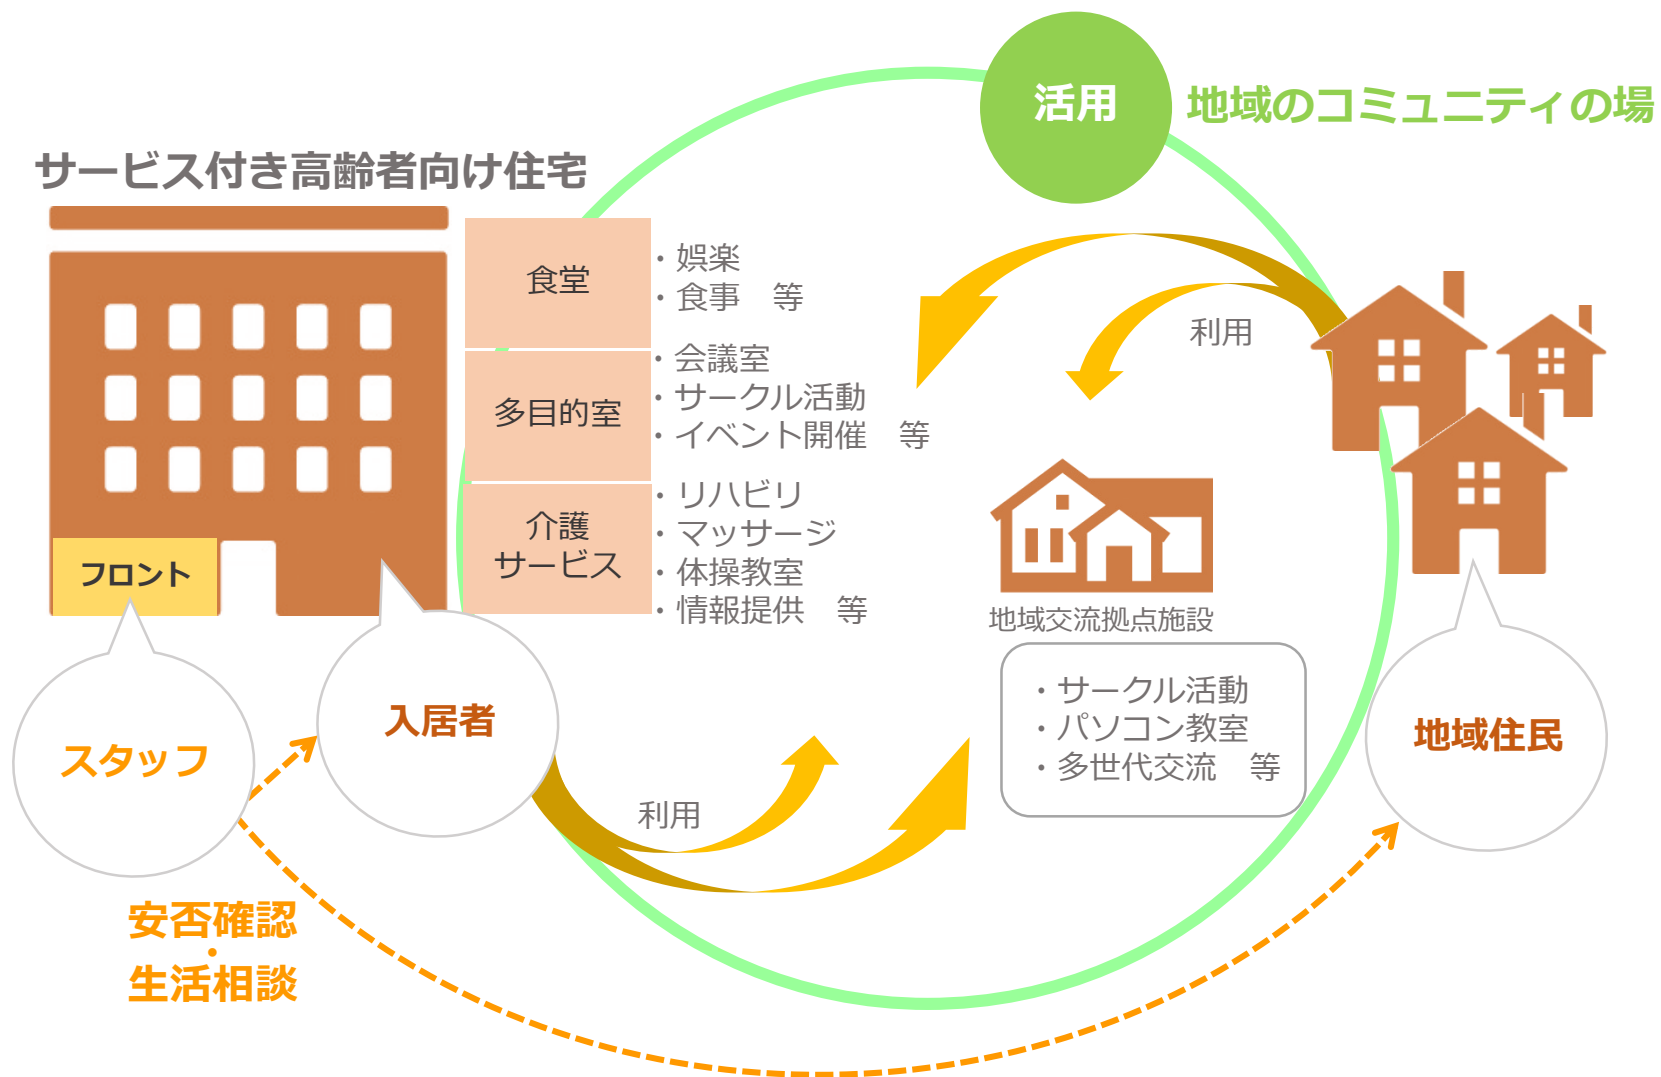 活用
地域のコミュニティの場
サービス付き高齢者向け住宅
食堂
・娯楽
・食事　等
多目的室
・会議室
・サークル活動
・イベント開催　等
介護
サービス
・リハビリ
・マッサージ
・体操教室
・情報提供　等
フロント
利用
地域交流拠点施設
・サークル活動
・パソコン教室
・多世代交流　等
スタッフ
入居者
地域住民
利用
安否確認
・
生活相談